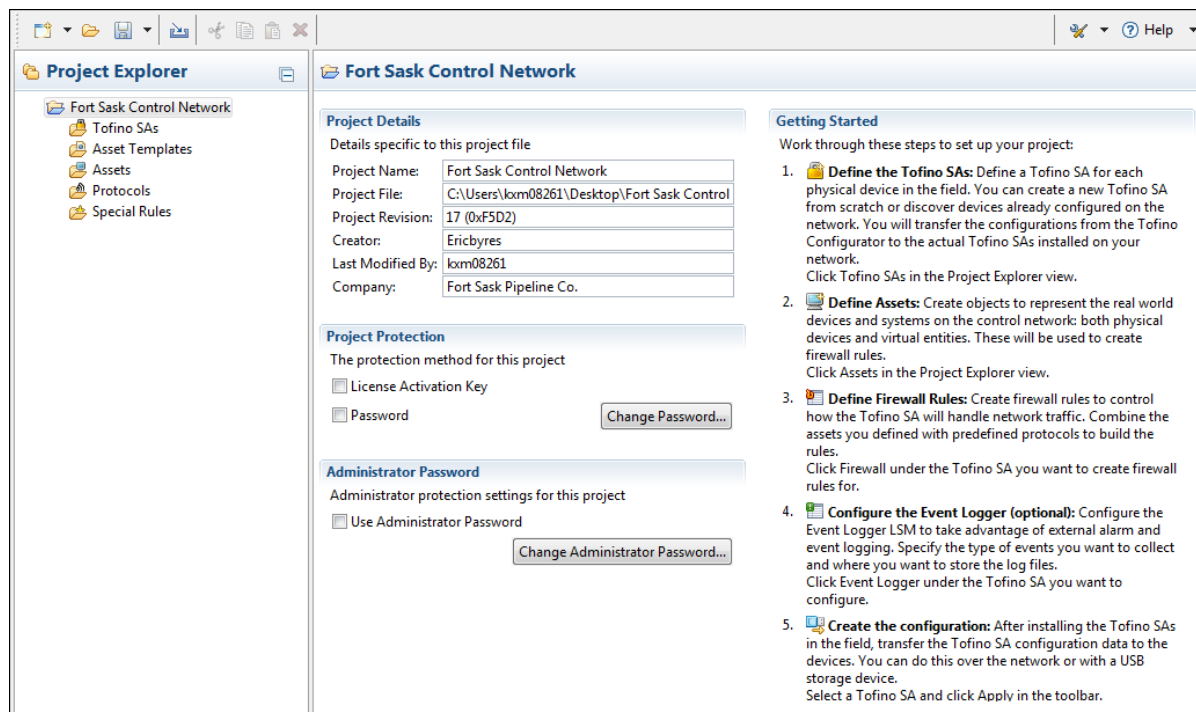 Help
Project Explorer
Fort Sask Control Network
Tofino SAs
Asset Templates
Assets
Protocols
Special Rules
Fort Sask Control Network
Project Details
Details specific to this project file
Project Name: Fort Sask Control Network
Project File: C:\Users\kxm08261\Desktop\Fort Sask Control
Project Revision: 17 (0xF5D2)
Creator: Ericbyres
Last Modified By: kxm08261
Company: Fort Sask Pipeline Co.
Project Protection
The protection method for this project
License Activation Key
Password
Change Password...
Administrator Password
Administrator protection settings for this project
Use Administrator Password
Change Administrator Password...
Getting Started
Work through these steps to set up your project:
1. Define the Tofino SAs: Define a Tofino SA for each
physical device in the field. You can create a new Tofino SA
from scratch or discover devices already configured on the
network. You will transfer the configurations from the Tofino
Configurator to the actual Tofino SAs installed on your
network.
Click Tofino SAs in the Project Explorer view.
2. Define Assets: Create objects to represent the real world
devices and systems on the control network: both physical
devices and virtual entities. These will be used to create
firewall rules.
Click Assets in the Project Explorer view.
3. Define Firewall Rules: Create firewall rules to control
how the Tofino SA will handle network traffic. Combine the
assets you defined with predefined protocols to build the
rules.
Click Firewall under the Tofino SA you want to create firewall
rules for.
4. Configure the Event Logger (optional): Configure the
Event Logger LSM to take advantage of external alarm and
event logging. Specify the type of events you want to collect
and where you want to store the log files.
Click Event Logger under the Tofino SA you want to
configure.
5. Create the configuration: After installing the Tofino SAs
in the field, transfer the Tofino SA configuration data to the
devices. You can do this over the network or with a USB
storage device.
Select a Tofino SA and click Apply in the toolbar.